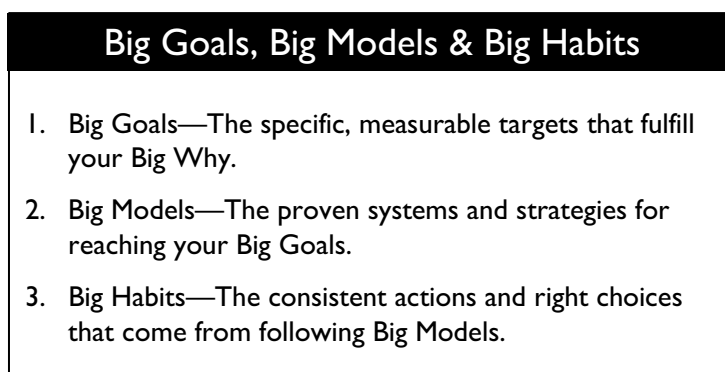 Big Goals, Big Models & Big Habits
1. Big Goals—The specific, measurable targets that fulfill
your Big Why.
2. Big Models—The proven systems and strategies for
reaching your Big Goals.
3. Big Habits—The consistent actions and right choices
that come from following Big Models.